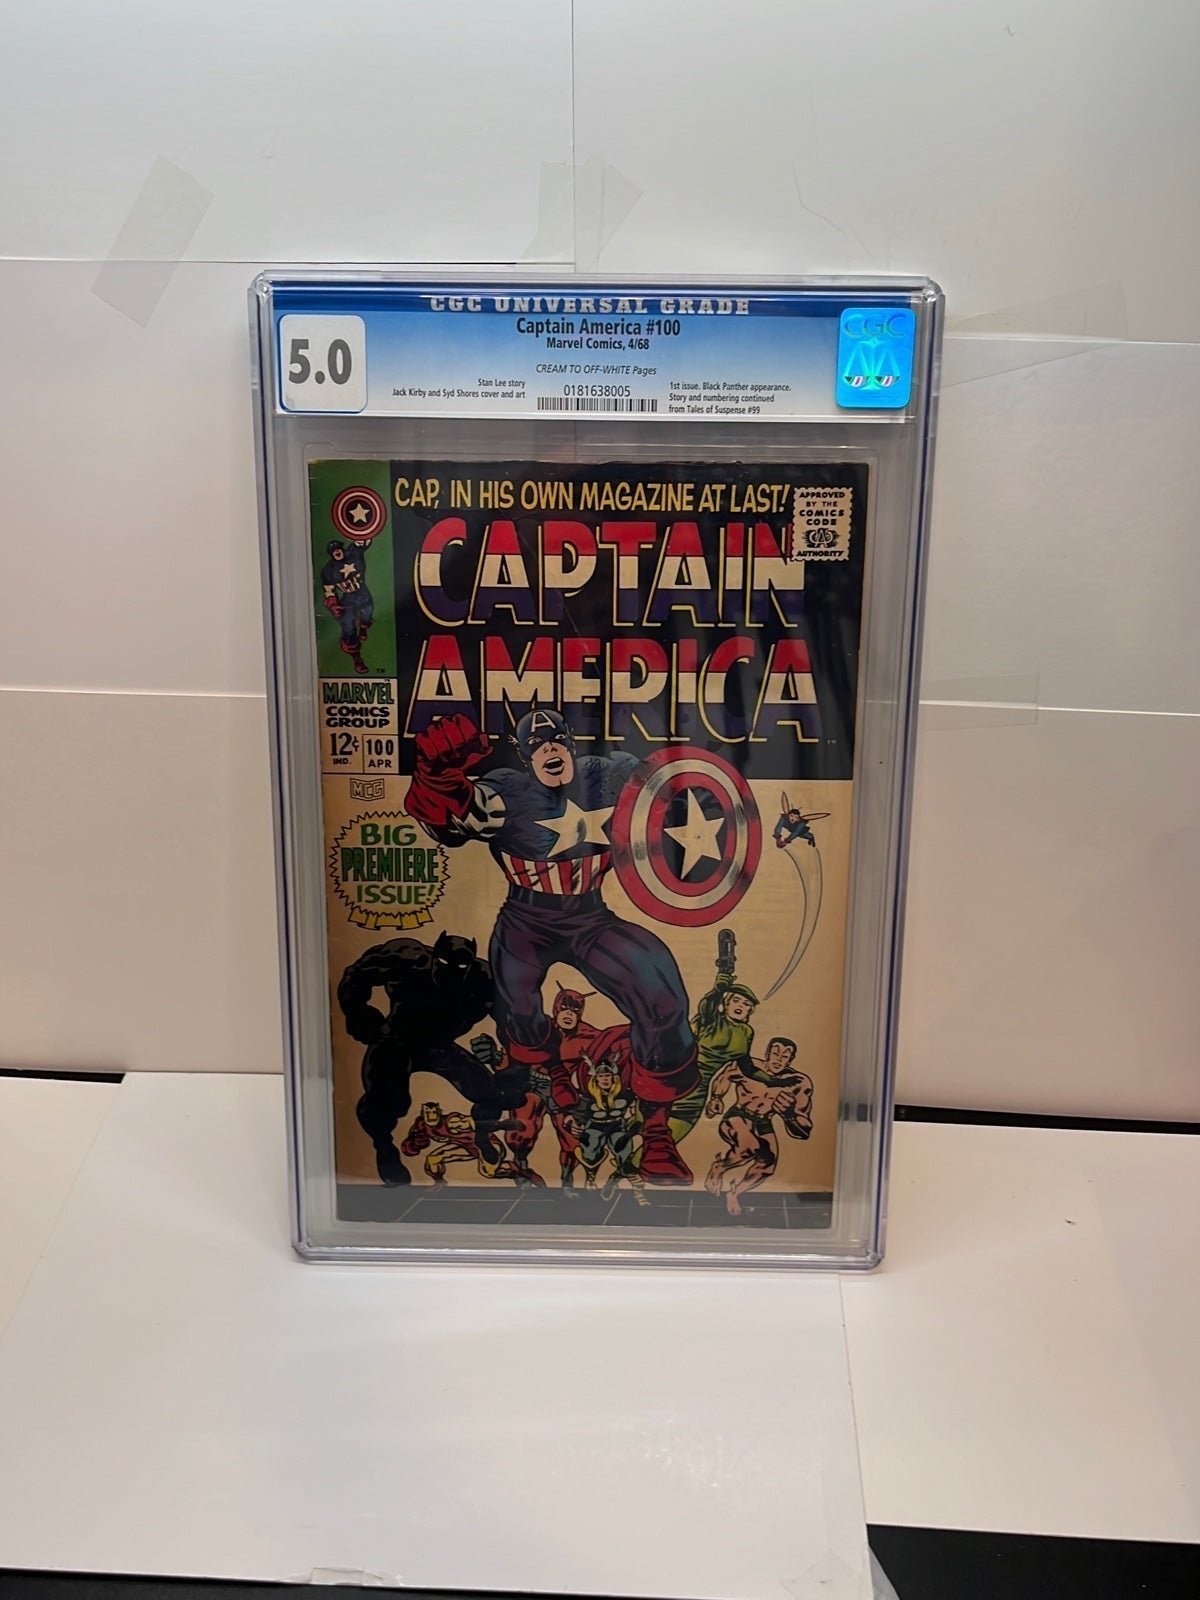 CGC UNIVERSAL GRADE
5.0
Captain America #100
Marvel Comics, 4/68
CREAM TO OFF-WHITE Pages
Stan Lee story
Jack Kirby and Syd Shores cover and art
0181638005
1st issue. Black Panther appearance.
Story and numbering continued
from Tales of Suspense #99
CGC
CAP, IN HIS OWN MAGAZINE AT LAST!
APPROVED
BY THE
COMICS
CODE
CA
AUTHORITY
CAPTAIN
AMERICA
TM
TM
MARVEL
COMICS
GROUP
12¢
IND.
100
APR
MCG
A
BIG
PREMIERE
ISSUE!